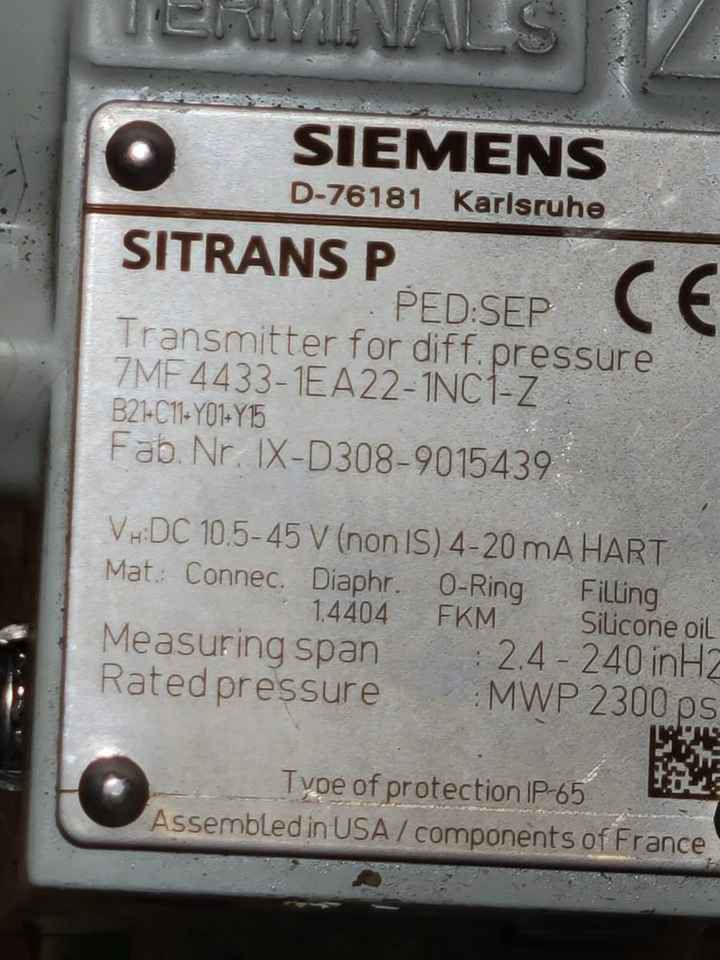 TERMINALS
SIEMENS
D-76181 Karlsruhe
SITRANS P
CE
PED:SEP
Transmitter for diff. pressure
7MF4433-1EA22-1NC1-Z
B21+C11+Y01+Y15
Fab. Nr. IX-D308-9015439
VH:DC 10.5-45 V (non IS) 4-20 mA HART
Mat.: Connec. Diaphr. O-Ring Filling
1.4404 FKM Silicone oil
Measuring span : 2.4 - 240 inH2
Rated pressure : MWP 2300 ps
Type of protection IP-65
Assembled in USA / components of France